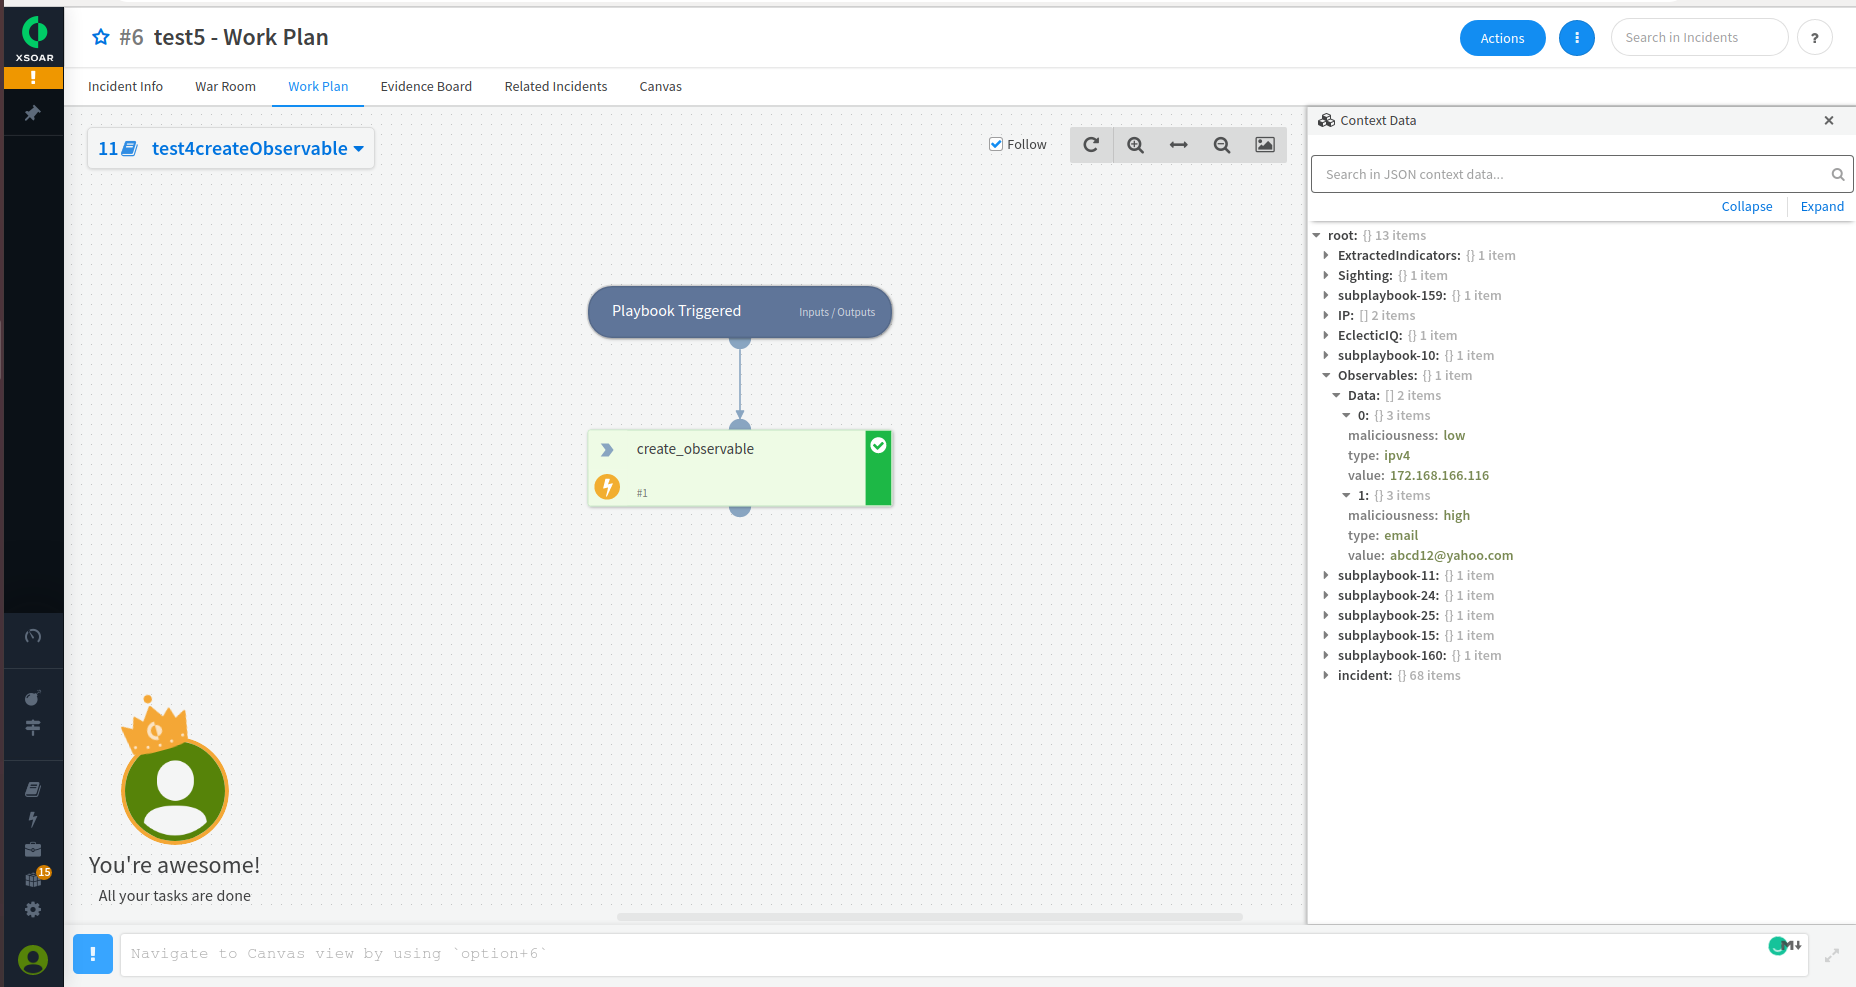 XSOAR
#6 test5 - Work Plan
Actions
Search in Incidents
?
Incident Info
War Room
Work Plan
Evidence Board
Related Incidents
Canvas
11 test4createObservable
Follow
Playbook Triggered
Inputs / Outputs
create_observable
#1
You're awesome!
All your tasks are done
15
Context Data
Search in JSON context data...
Collapse
Expand
root: {} 13 items
ExtractedIndicators: {} 1 item
Sighting: {} 1 item
subplaybook-159: {} 1 item
IP: [] 2 items
EclecticIQ: {} 1 item
subplaybook-10: {} 1 item
Observables: {} 1 item
Data: [] 2 items
0: {} 3 items
maliciousness: low
type: ipv4
value: 172.168.166.116
1: {} 3 items
maliciousness: high
type: email
value: abcd12@yahoo.com
subplaybook-11: {} 1 item
subplaybook-24: {} 1 item
subplaybook-25: {} 1 item
subplaybook-15: {} 1 item
subplaybook-160: {} 1 item
incident: {} 68 items
! Navigate to Canvas view by using `option+6`
M